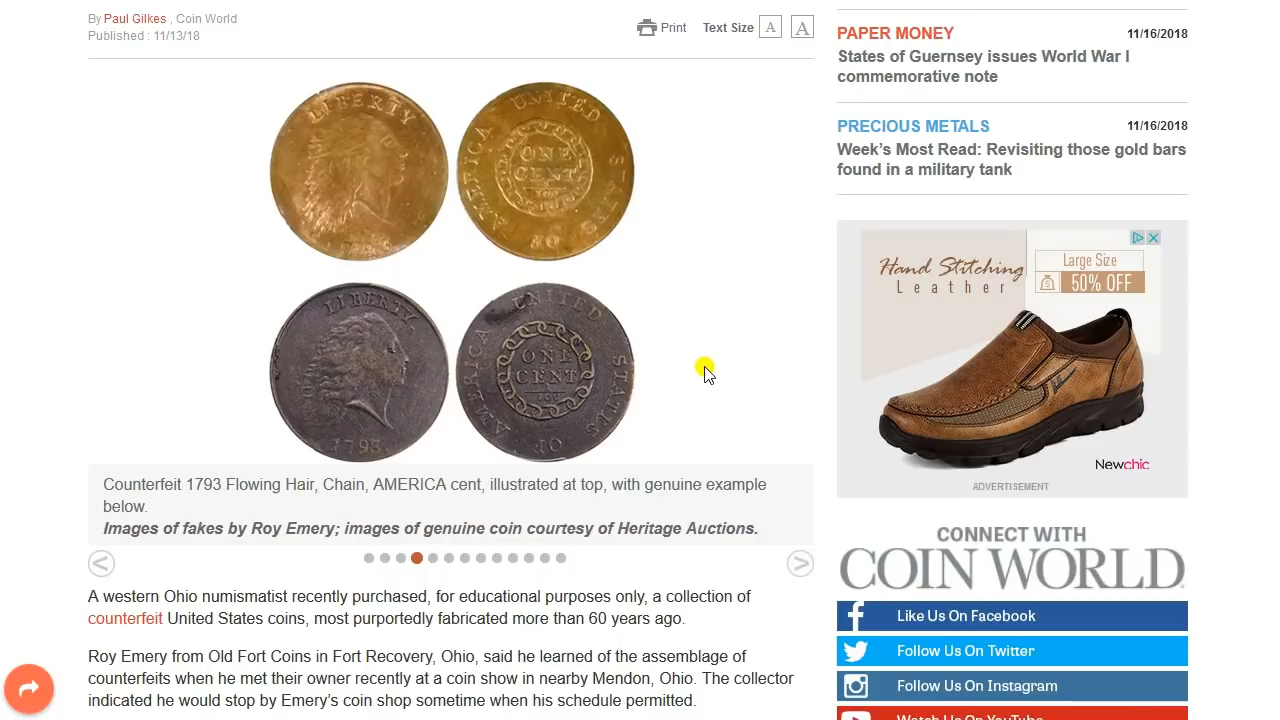 By Paul Gilkes , Coin World
Published : 11/13/18
Print Text Size A A
LIBERTY
UNITED
STATES
OF
AMERICA
ONE
CENT
LIBERTY
1793
UNITED
STATES
OF
AMERICA
ONE
CENT
Counterfeit 1793 Flowing Hair, Chain, AMERICA cent, illustrated at top, with genuine example
below.
Images of fakes by Roy Emery; images of genuine coin courtesy of Heritage Auctions.
< >
A western Ohio numismatist recently purchased, for educational purposes only, a collection of
counterfeit United States coins, most purportedly fabricated more than 60 years ago.
Roy Emery from Old Fort Coins in Fort Recovery, Ohio, said he learned of the assemblage of
counterfeits when he met their owner recently at a coin show in nearby Mendon, Ohio. The collector
indicated he would stop by Emery's coin shop sometime when his schedule permitted.
PAPER MONEY 11/16/2018
States of Guernsey issues World War I
commemorative note
PRECIOUS METALS 11/16/2018
Week's Most Read: Revisiting those gold bars
found in a military tank
Hand Stitching
Leather
Large Size
50% OFF
Newchic
ADVERTISEMENT
CONNECT WITH
COIN WORLD
Like Us On Facebook
Follow Us On Twitter
Follow Us On Instagram
Watch Us On YouTube